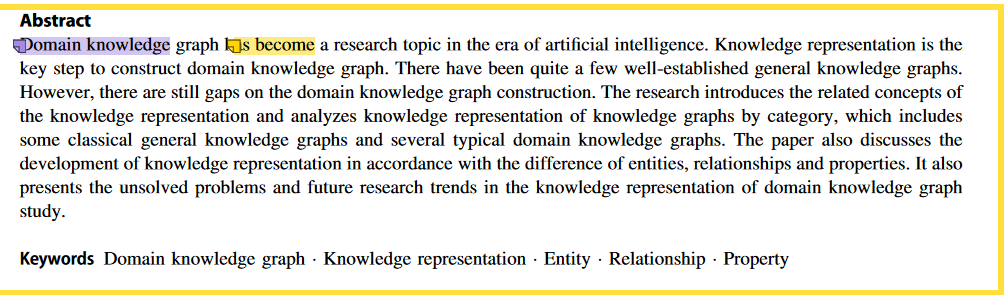 Abstract
Domain knowledge graph has become a research topic in the era of artificial intelligence. Knowledge representation is the
key step to construct domain knowledge graph. There have been quite a few well-established general knowledge graphs.
However, there are still gaps on the domain knowledge graph construction. The research introduces the related concepts of
the knowledge representation and analyzes knowledge representation of knowledge graphs by category, which includes
some classical general knowledge graphs and several typical domain knowledge graphs. The paper also discusses the
development of knowledge representation in accordance with the difference of entities, relationships and properties. It also
presents the unsolved problems and future research trends in the knowledge representation of domain knowledge graph
study.
Keywords Domain knowledge graph · Knowledge representation · Entity · Relationship · Property